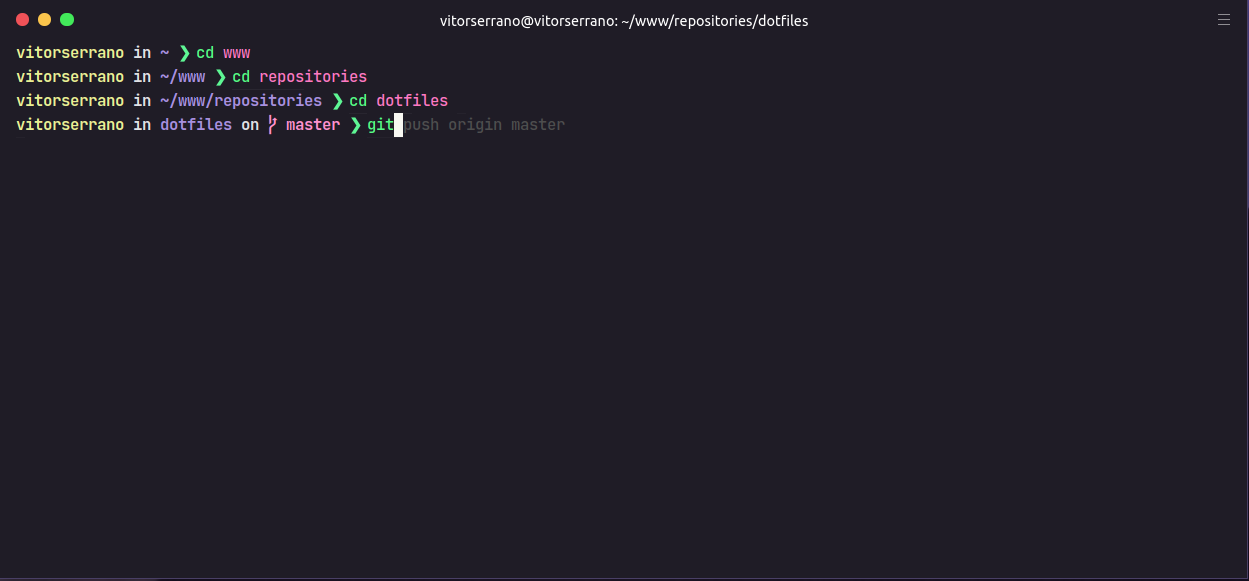 vitorserrano@vitorserrano: ~/www/repositories/dotfiles
vitorserrano in ~ ❯ cd www
vitorserrano in ~/www ❯ cd repositories
vitorserrano in ~/www/repositories ❯ cd dotfiles
vitorserrano in dotfiles on master ❯ git push origin master